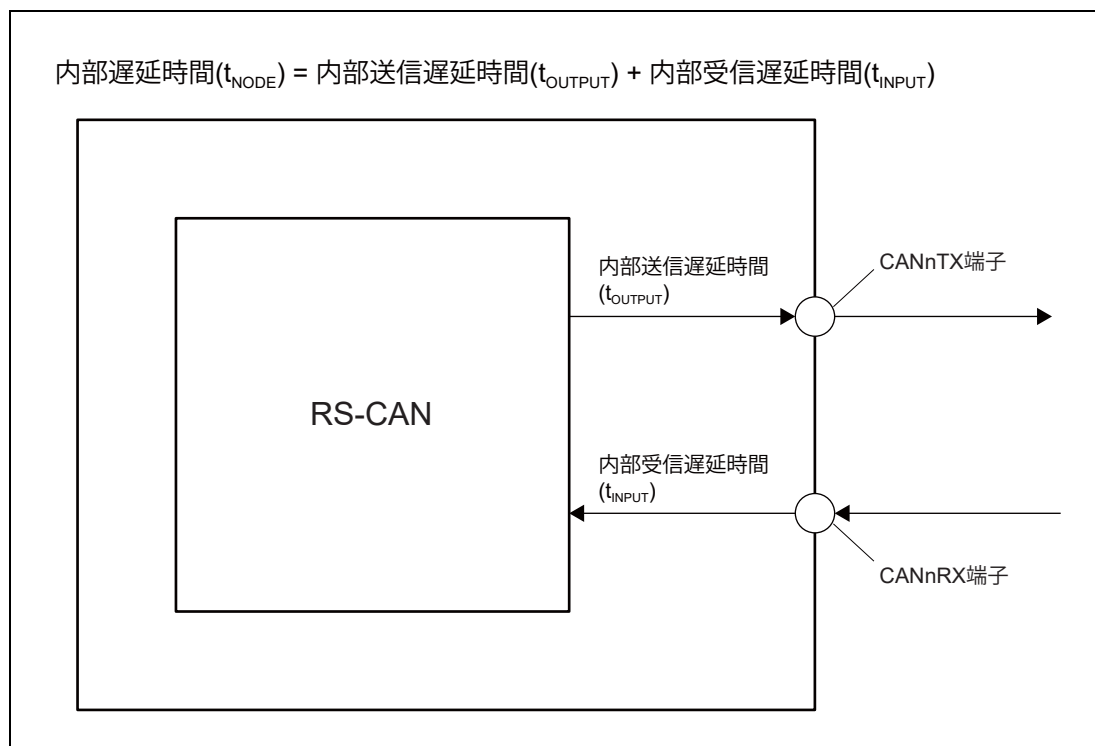 内部遅延時間(tNODE) = 内部送信遅延時間(tOUTPUT) + 内部受信遅延時間(tINPUT)
内部送信遅延時間
(tOUTPUT)
CANnTX端子
RS-CAN
内部受信遅延時間
(tINPUT)
CANnRX端子